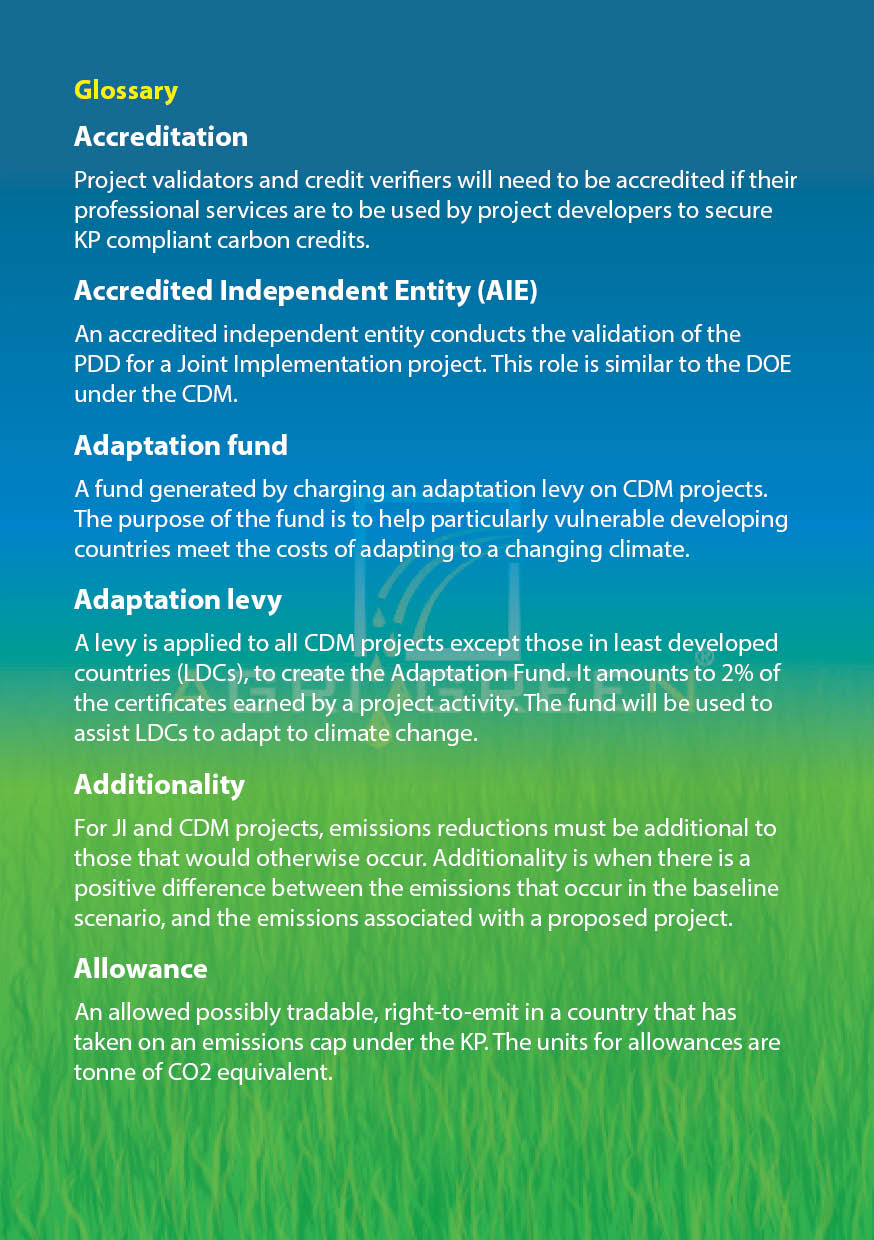 Glossary
Accreditation
Project validators and credit verifiers will need to be accredited if their
professional services are to be used by project developers to secure
KP compliant carbon credits.
Accredited Independent Entity (AIE)
An accredited independent entity conducts the validation of the
PDD for a Joint Implementation project. This role is similar to the DOE
under the CDM.
Adaptation fund
A fund generated by charging an adaptation levy on CDM projects.
The purpose of the fund is to help particularly vulnerable developing
countries meet the costs of adapting to a changing climate.
Adaptation levy
A levy is applied to all CDM projects except those in least developed
countries (LDCs), to create the Adaptation Fund. It amounts to 2% of
the certificates earned by a project activity. The fund will be used to
assist LDCs to adapt to climate change.
AGRI GREEN ®
Additionality
For JI and CDM projects, emissions reductions must be additional to
those that would otherwise occur. Additionality is when there is a
positive difference between the emissions that occur in the baseline
scenario, and the emissions associated with a proposed project.
Allowance
An allowed possibly tradable, right-to-emit in a country that has
taken on an emissions cap under the KP. The units for allowances are
tonne of CO2 equivalent.